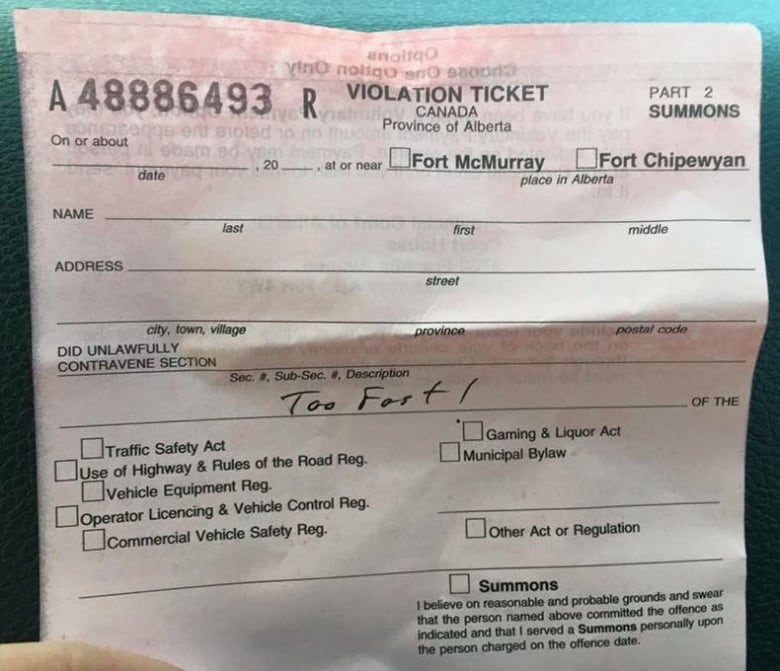 A 48886493 R VIOLATION TICKET PART 2
CANADA SUMMONS
Province of Alberta
On or about
, 20 , at or near Fort McMurray Fort Chipewyan
date place in Alberta
NAME
last first middle
ADDRESS
street
city, town, village province postal code
DID UNLAWFULLY
CONTRAVENE SECTION
Sec. #, Sub-Sec. #, Description
Too Fast!
OF THE
Traffic Safety Act
Use of Highway & Rules of the Road Reg.
Vehicle Equipment Reg.
Operator Licencing & Vehicle Control Reg.
Commercial Vehicle Safety Reg.
Gaming & Liquor Act
Municipal Bylaw
Other Act or Regulation
Summons
I believe on reasonable and probable grounds and swear
that the person named above committed the offence as
indicated and that I served a Summons personally upon
the person charged on the offence date.